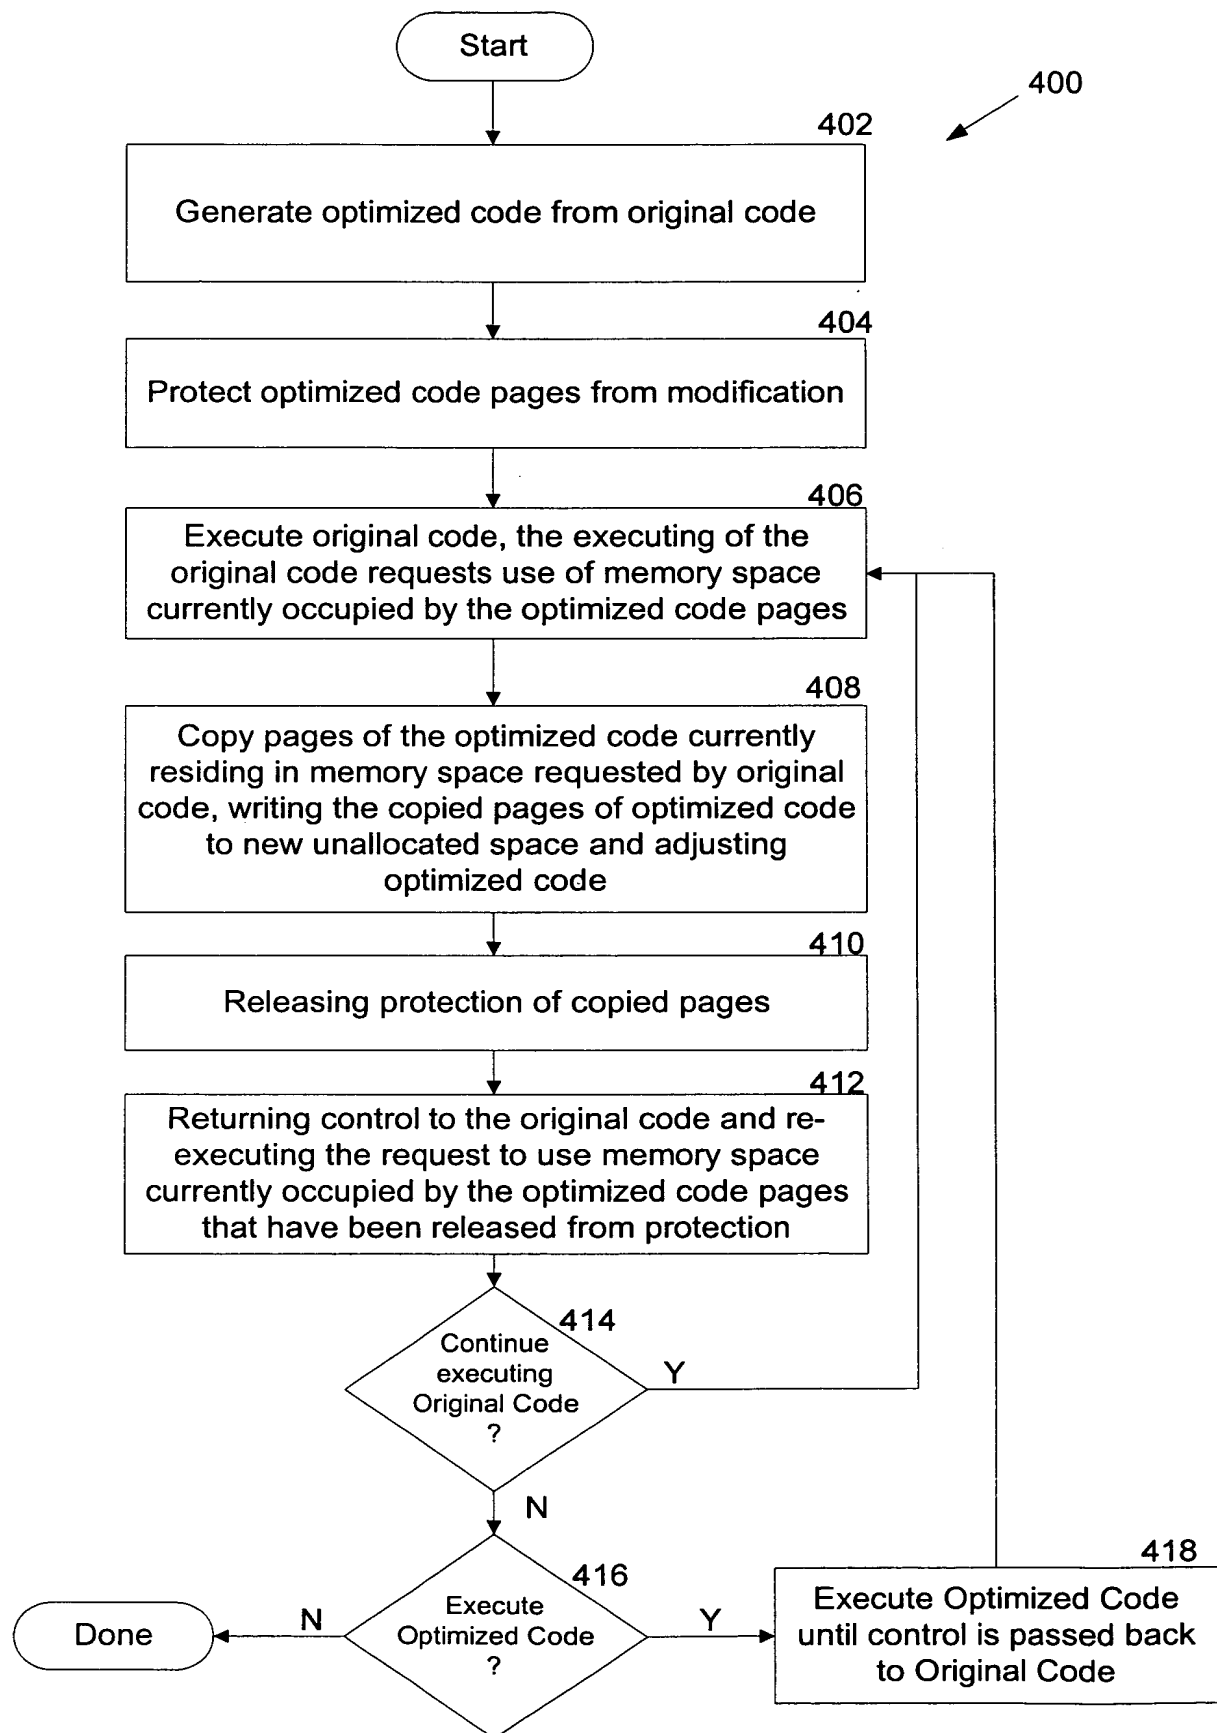 Start
400
402
Generate optimized code from original code
404
Protect optimized code pages from modification
406
Execute original code, the executing of the
original code requests use of memory space
currently occupied by the optimized code pages
408
Copy pages of the optimized code currently
residing in memory space requested by original
code, writing the copied pages of optimized code
to new unallocated space and adjusting
optimized code
410
Releasing protection of copied pages
412
Returning control to the original code and re-
executing the request to use memory space
currently occupied by the optimized code pages
that have been released from protection
414
Continue
executing
Original Code
?
Y
N
416
Execute
Optimized Code
?
N
Done
Y
418
Execute Optimized Code
until control is passed back
to Original Code